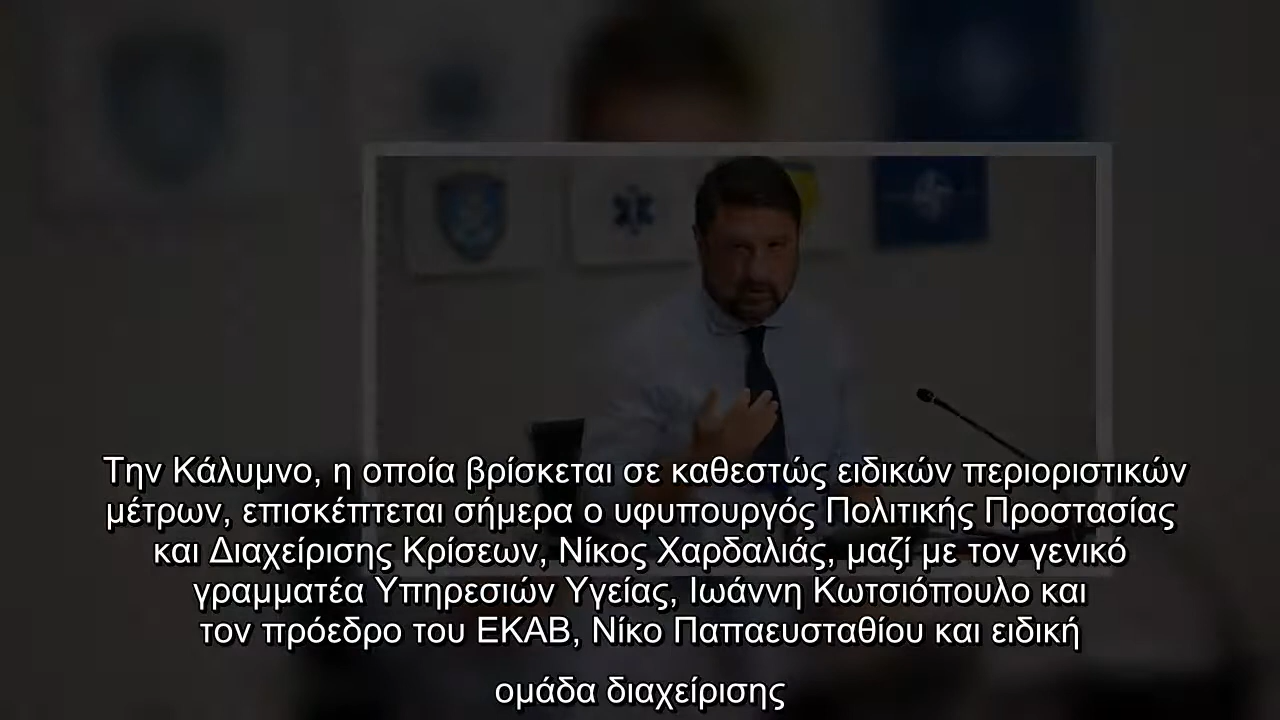 Την Κάλυμνο, η οποία βρίσκεται σε καθεστώς ειδικών περιοριστικών
μέτρων, επισκέπτεται σήμερα ο υφυπουργός Πολιτικής Προστασίας
και Διαχείρισης Κρίσεων, Νίκος Χαρδαλιάς, μαζί με τον γενικό
γραμματέα Υπηρεσιών Υγείας, Ιωάννη Κωτσιόπουλο και
τον πρόεδρο του ΕΚΑΒ, Νίκο Παπαευσταθίου και ειδική
ομάδα διαχείρισης